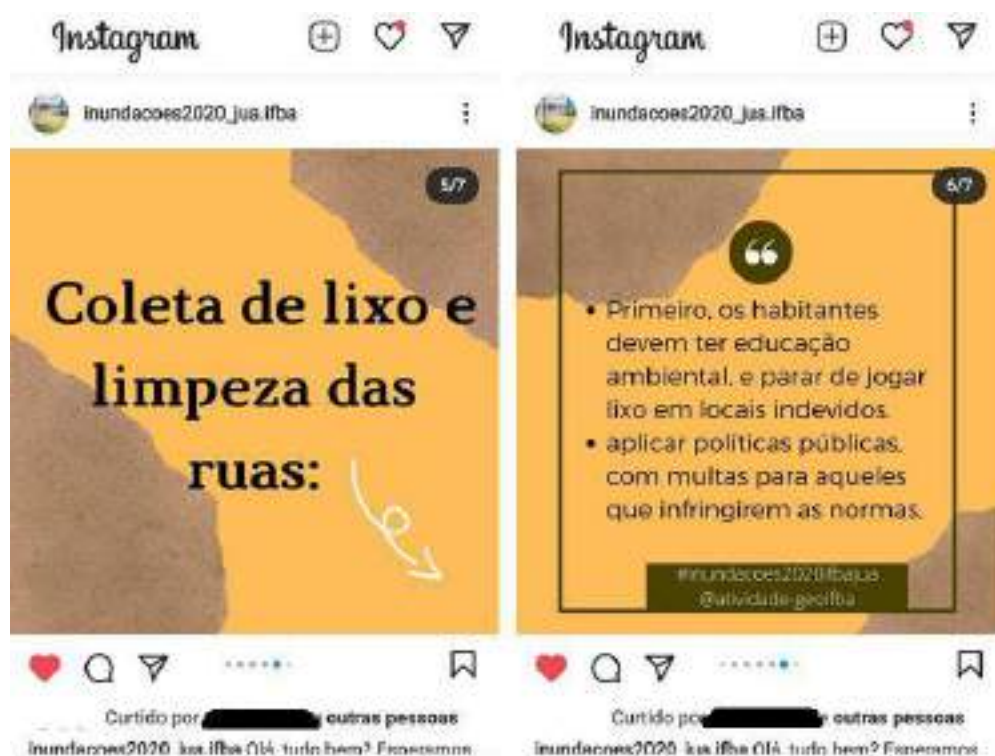 Instagram
inundacoes2020_jua.ifba
5/7
Coleta de lixo e
limpeza das
ruas:
Curtido por outras pessoas
inundacoes2020_jua.ifba Olá, tudo bem? Esperamos
Instagram
inundacoes2020_jua.ifba
6/7
• Primeiro, os habitantes
devem ter educação
ambiental, e parar de jogar
lixo em locais indevidos.
• aplicar políticas públicas,
com multas para aqueles
que infringirem as normas.
#inundacoes2020ifbajua
@atividade-geoifba
Curtido por e outras pessoas
inundacoes2020_jua.ifba Olá, tudo bem? Esperamos